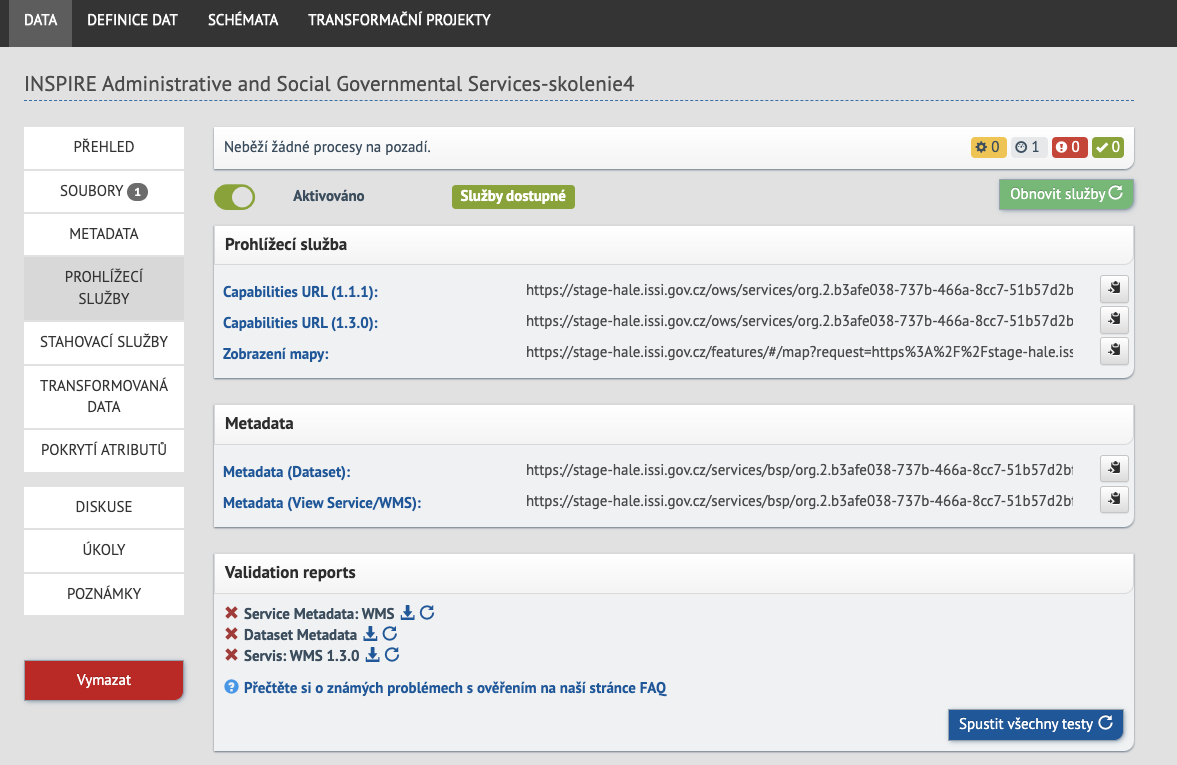 DATA DEFINICE DAT SCHÉMATA TRANSFORMAČNÍ PROJEKTY
INSPIRE Administrative and Social Governmental Services-skolenie4
PŘEHLED
SOUBORY 1
METADATA
PROHLÍŽECÍ
SLUŽBY
STAHOVACÍ SLUŽBY
TRANSFORMOVANÁ
DATA
POKRYTÍ ATRIBUTŮ
DISKUSE
ÚKOLY
POZNÁMKY
Vymazat
Neběží žádné procesy na pozadí. 0 1 0 0
Aktivováno Služby dostupné Obnovit služby
Prohlížecí služba
Capabilities URL (1.1.1): https://stage-hale.issi.gov.cz/ows/services/org.2.b3afe038-737b-466a-8cc7-51b57d2b
Capabilities URL (1.3.0): https://stage-hale.issi.gov.cz/ows/services/org.2.b3afe038-737b-466a-8cc7-51b57d2b
Zobrazení mapy: https://stage-hale.issi.gov.cz/features/#/map?request=https%3A%2F%2Fstage-hale.iss
Metadata
Metadata (Dataset): https://stage-hale.issi.gov.cz/services/bsp/org.2.b3afe038-737b-466a-8cc7-51b57d2bf
Metadata (View Service/WMS): https://stage-hale.issi.gov.cz/services/bsp/org.2.b3afe038-737b-466a-8cc7-51b57d2bf
Validation reports
Service Metadata: WMS
Dataset Metadata
Servis: WMS 1.3.0
Přečtěte si o známých problémech s ověřením na naší stránce FAQ
Spustit všechny testy